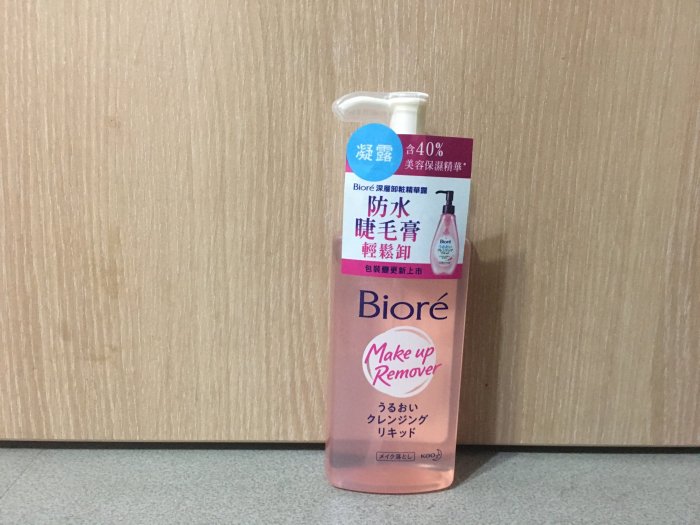 凝露
含40%
美容保濕精華*
Bioré 深層卸粧精華露
防水
睫毛膏
輕鬆卸
包裝變更新上市
Bioré
Bioré
Make up
Remover
うるおい
クレンジング
リキッド
メイク落とし
KAO